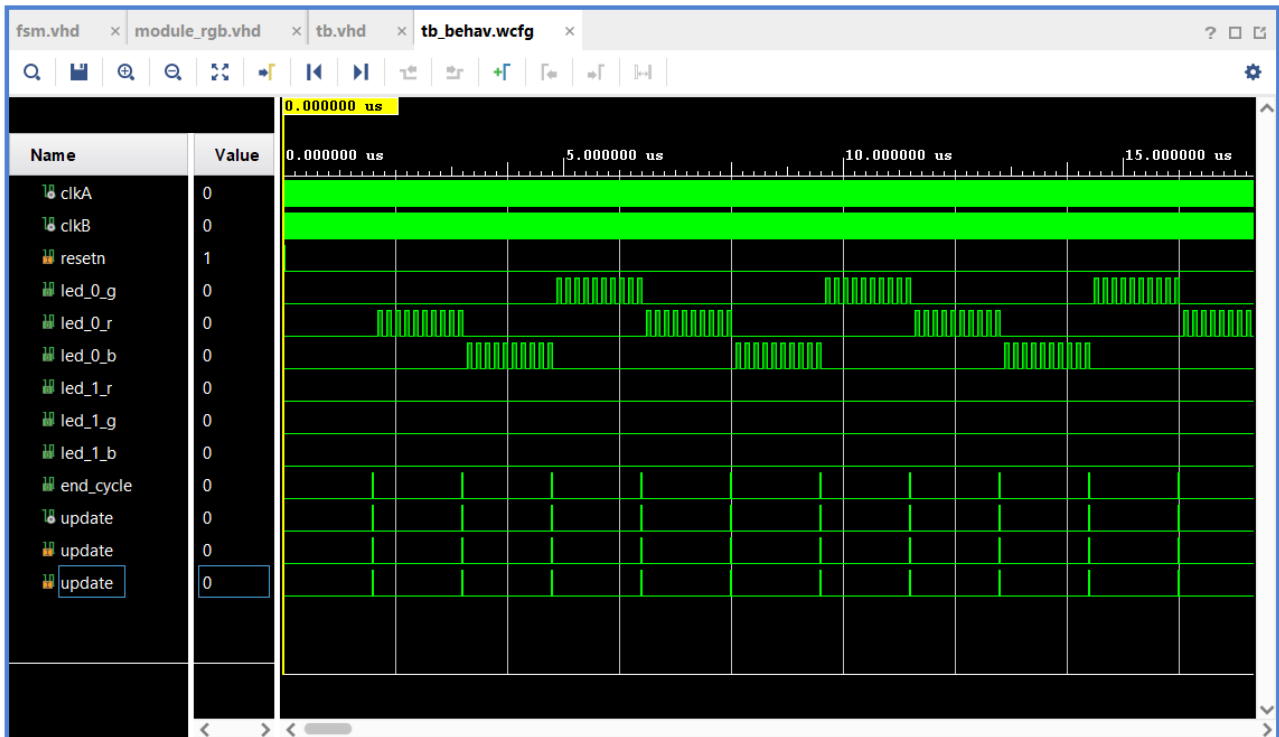 fsm.vhd × module_rgb.vhd × tb.vhd × tb_behav.wcfg ×
?
0.000000 us
Name Value 0.000000 us 5.000000 us 10.000000 us 15.000000 us
clkA 0
clkB 0
resetn 1
led_0_g 0
led_0_r 0
led_0_b 0
led_1_r 0
led_1_g 0
led_1_b 0
end_cycle 0
update 0
update 0
update 0